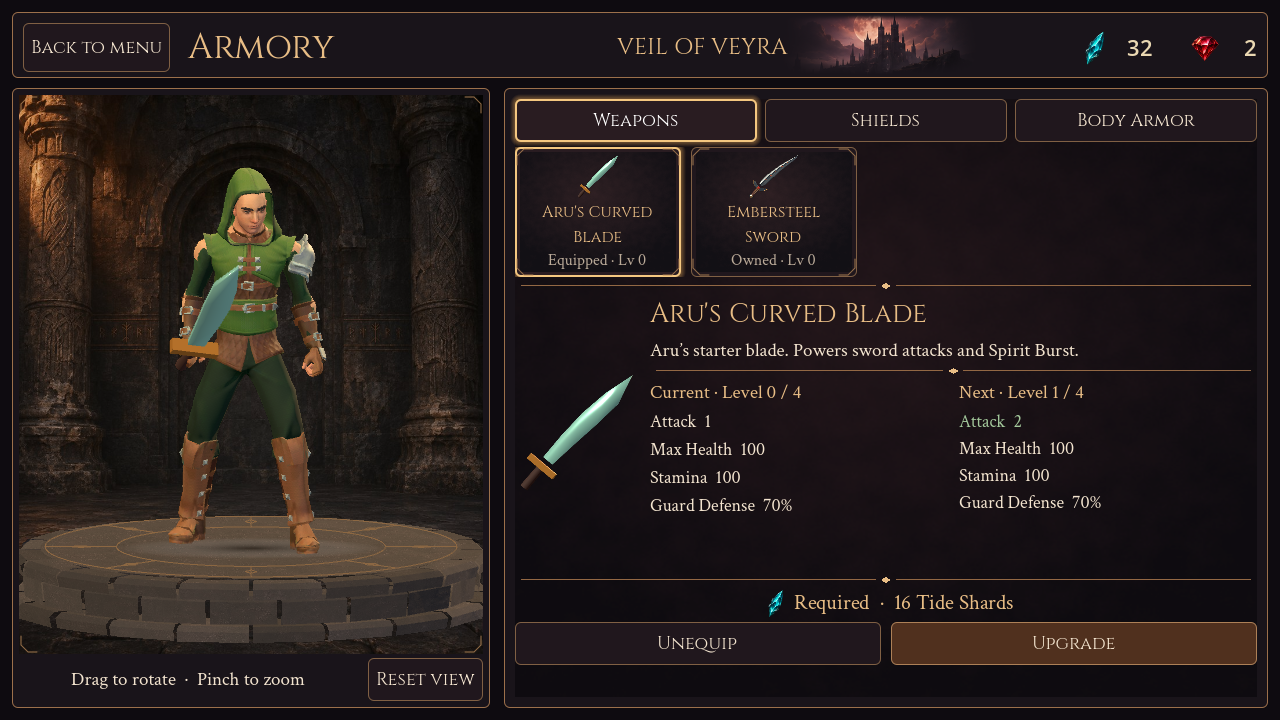 Back to menu
Armory
Veil of Veyra
32
2
Weapons
Shields
Body Armor
Aru's Curved
Blade
Equipped · Lv 0
Embersteel
Sword
Owned · Lv 0
Aru's Curved Blade
Aru's starter blade. Powers sword attacks and Spirit Burst.
Current · Level 0 / 4
Attack 1
Max Health 100
Stamina 100
Guard Defense 70%
Next · Level 1 / 4
Attack 2
Max Health 100
Stamina 100
Guard Defense 70%
Required · 16 Tide Shards
Unequip
Upgrade
Drag to rotate · Pinch to zoom
Reset view